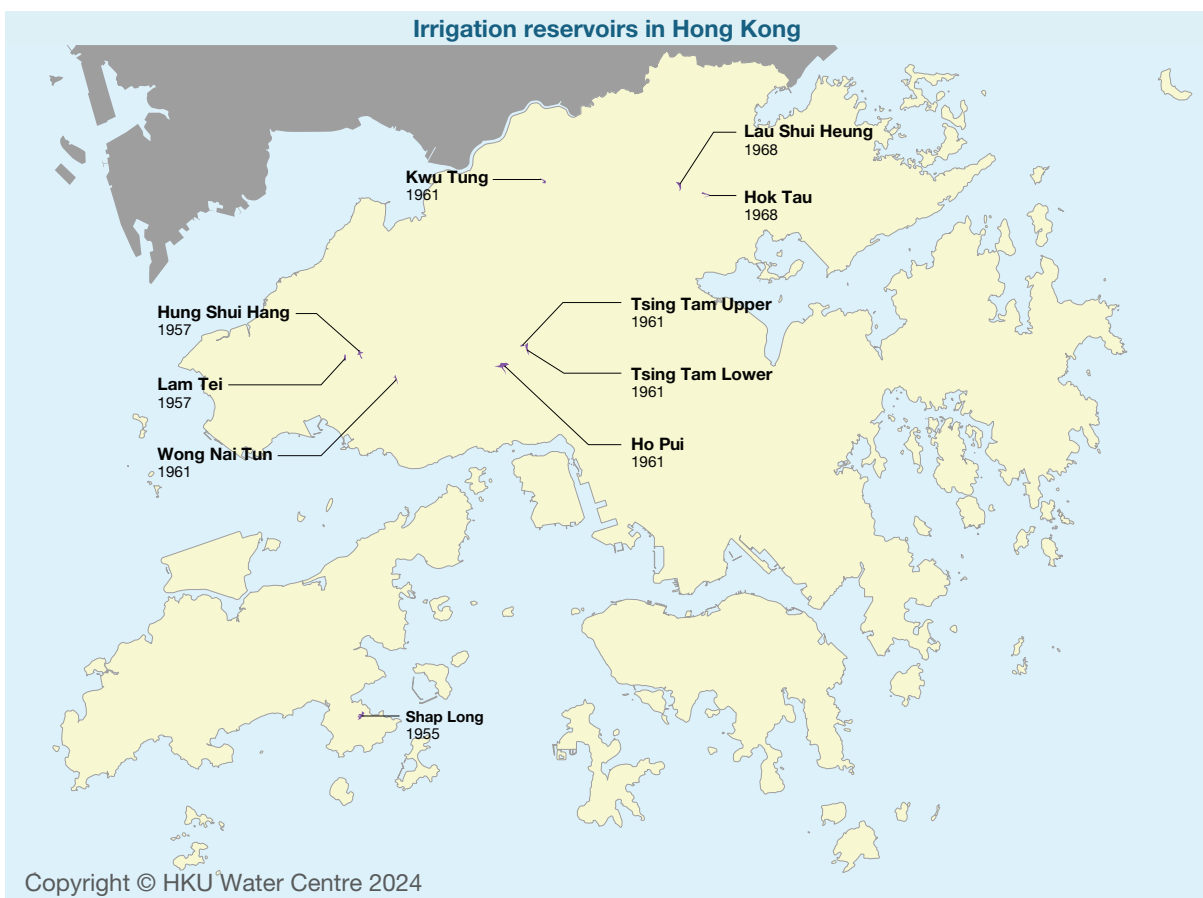 Irrigation reservoirs in Hong Kong
Lau Shui Heung
1968
Kwu Tung
1961
Hok Tau
1968
Hung Shui Hang
1957
Tsing Tam Upper
1961
Lam Tei
1957
Tsing Tam Lower
1961
Wong Nai Tun
1961
Ho Pui
1961
Shap Long
1955
Copyright © HKU Water Centre 2024